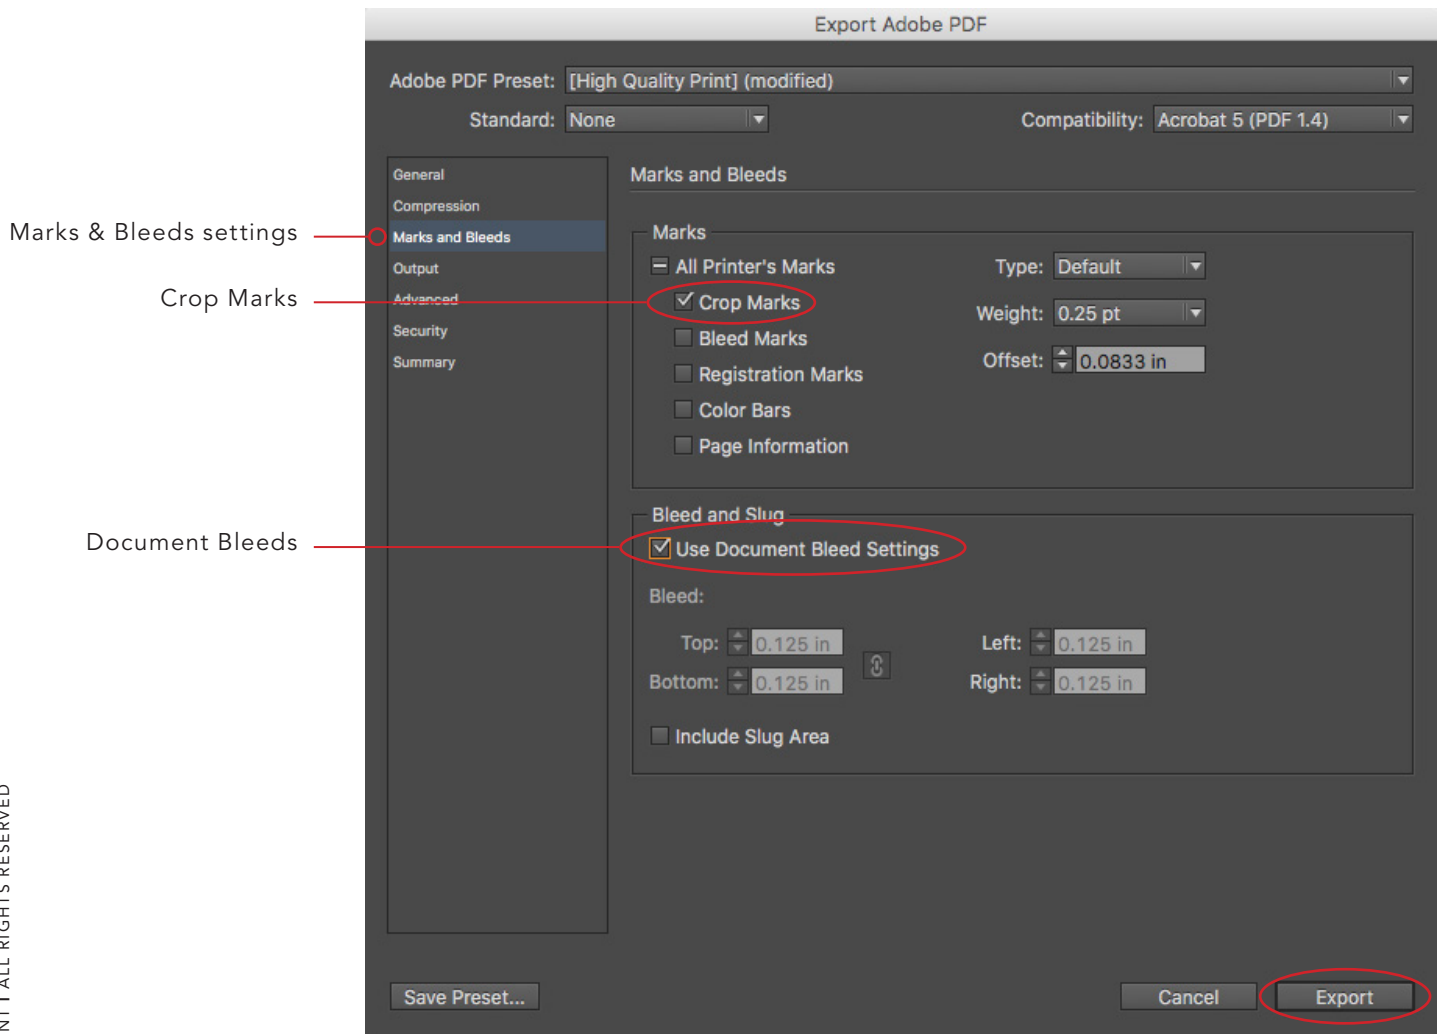 Export Adobe PDF
Adobe PDF Preset: [High Quality Print] (modified)
Standard: None
Compatibility: Acrobat 5 (PDF 1.4)
General
Compression
Marks and Bleeds
Output
Advanced
Security
Summary
Marks & Bleeds settings
Crop Marks
Document Bleeds
Marks and Bleeds
Marks
All Printer's Marks
Crop Marks
Bleed Marks
Registration Marks
Color Bars
Page Information
Type: Default
Weight: 0.25 pt
Offset: 0.0833 in
Bleed and Slug
Use Document Bleed Settings
Bleed:
Top: 0.125 in
Bottom: 0.125 in
Left: 0.125 in
Right: 0.125 in
Include Slug Area
Save Preset...
Cancel
Export
ALL RIGHTS RESERVED